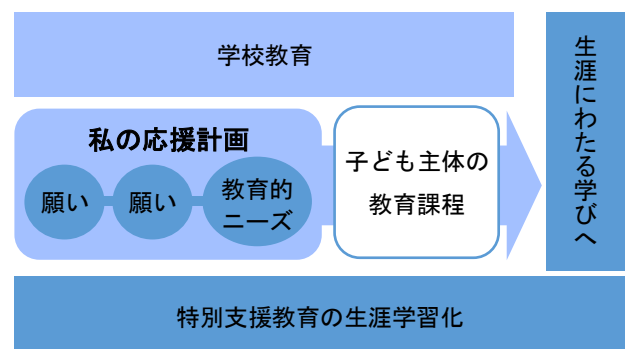 学校教育
私の応援計画
願い
願い
教育的
ニーズ
子ども主体の
教育課程
生涯にわたる学びへ
特別支援教育の生涯学習化